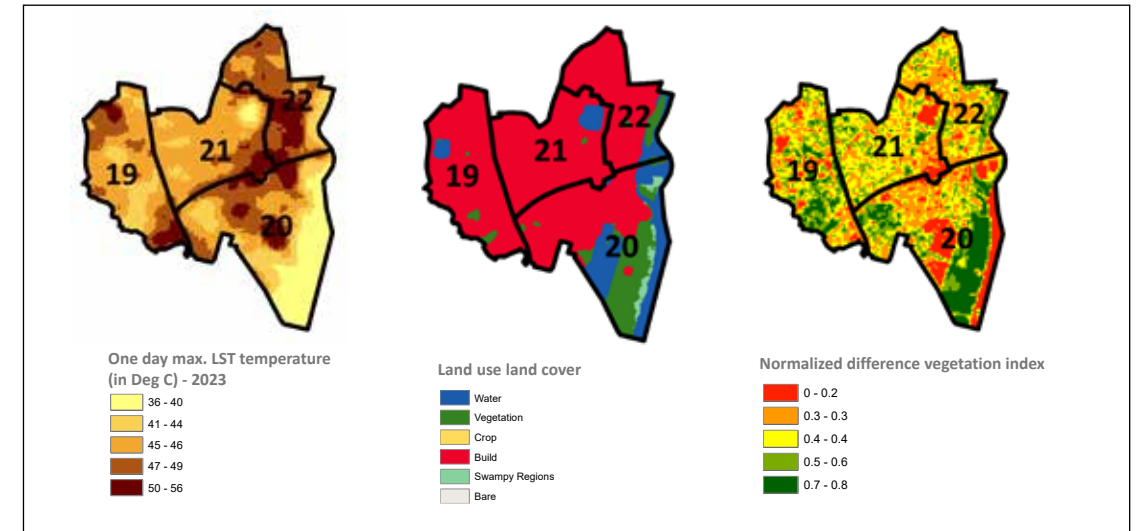 22
21
19
20
22
21
19
20
22
21
19
20
One day max. LST temperature
(in Deg C) - 2023
36 - 40
41 - 44
45 - 46
47 - 49
50 - 56
Land use land cover
Water
Vegetation
Crop
Build
Swampy Regions
Bare
Normalized difference vegetation index
0 - 0.2
0.3 - 0.3
0.4 - 0.4
0.5 - 0.6
0.7 - 0.8